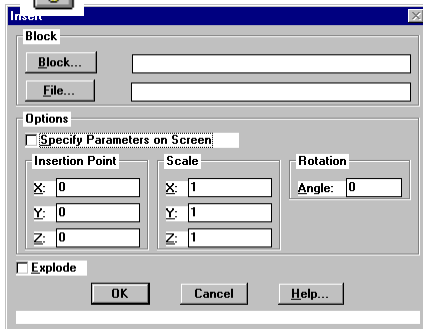 Insert
Block
Block...
File...
Options
Specify Parameters on Screen
Insertion Point Scale Rotation
X: 0 X: 1 Angle: 0
Y: 0 Y: 1
Z: 0 Z: 1
Explode
OK Cancel Help...